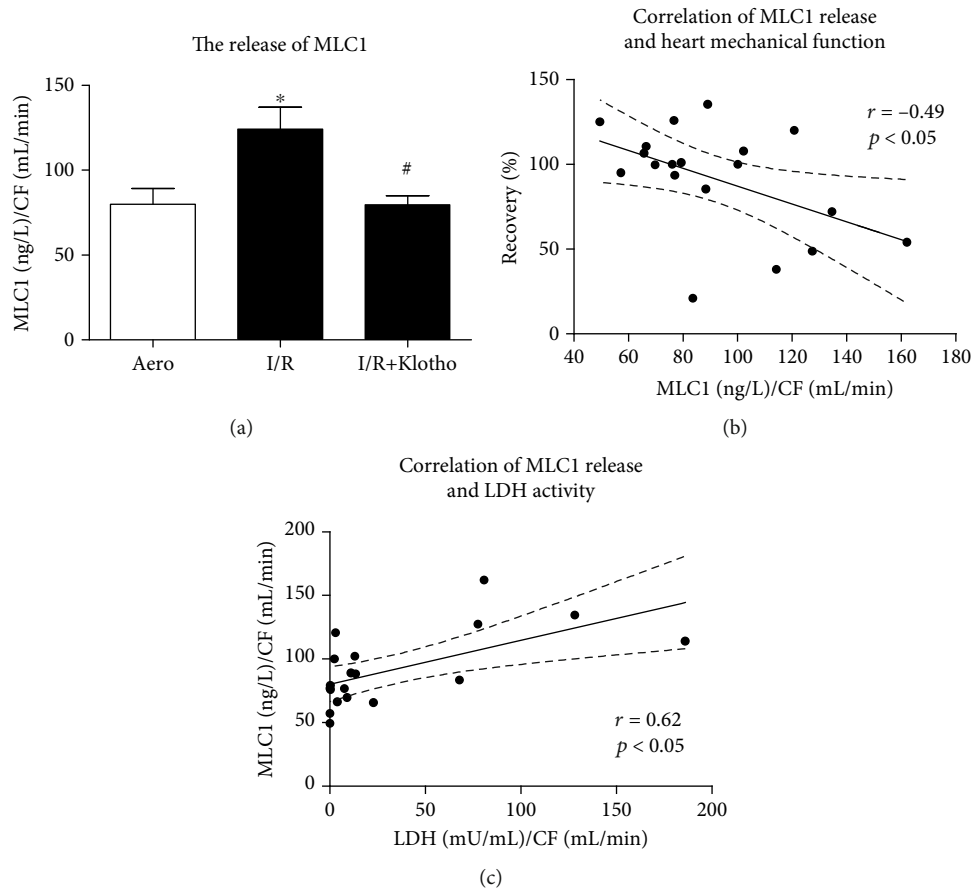 The release of MLC1
150
100
50
0
MLC1 (ng/L)/CF (mL/min)
*
#
Aero
I/R
I/R+Klotho
(a)
Correlation of MLC1 release
and heart mechanical function
150
100
50
0
Recovery (%)
r = –0.49
p < 0.05
40 60 80 100 120 140 160 180
MLC1 (ng/L)/CF (mL/min)
(b)
Correlation of MLC1 release
and LDH activity
200
150
100
50
0
MLC1 (ng/L)/CF (mL/min)
r = 0.62
p < 0.05
0 50 100 150 200
LDH (mU/mL)/CF (mL/min)
(c)